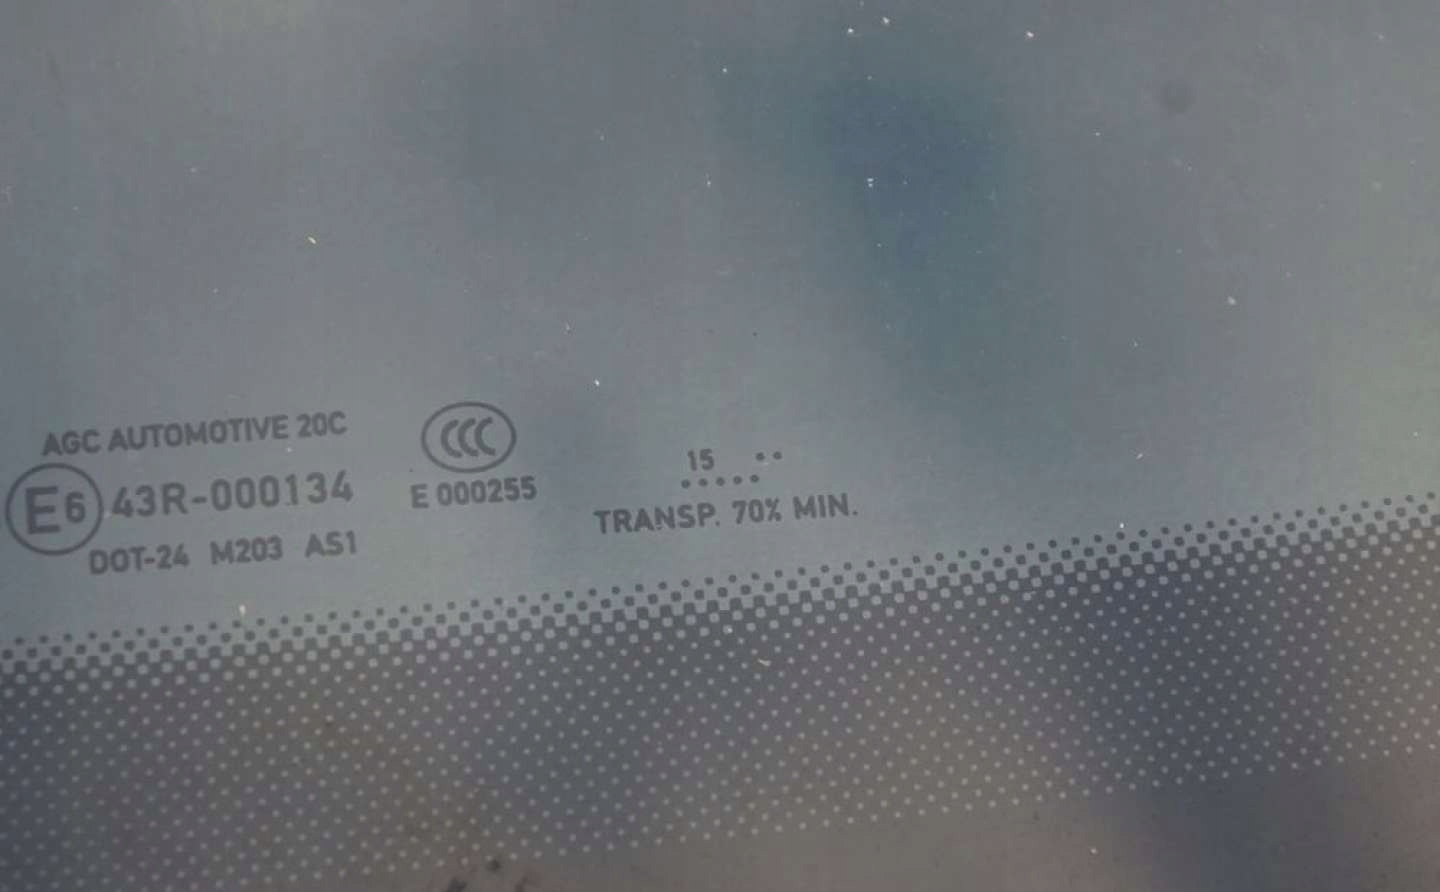 AGC AUTOMOTIVE 20C
E6 43R-000134
DOT-24 M203 AS1
CCC
E 000255
15 ..
.....
TRANSP. 70% MIN.